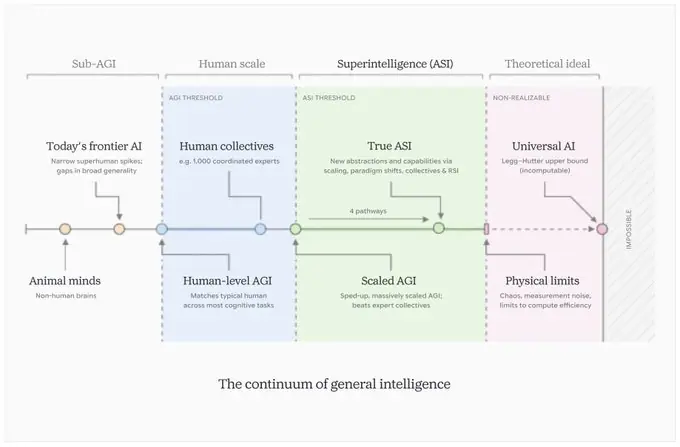 Sub-AGI
Human scale
Superintelligence (ASI)
Theoretical ideal
AGI THRESHOLD
ASI THRESHOLD
NON-REALIZABLE
Today's frontier AI
Narrow superhuman spikes;
gaps in broad generality
Human collectives
e.g. 1,000 coordinated experts
True ASI
New abstractions and capabilities via
scaling, paradigm shifts, collectives & RSI
Universal AI
Legg–Hutter upper bound
(incomputable)
4 pathways
IMPOSSIBLE
Animal minds
Non-human brains
Human-level AGI
Matches typical human
across most cognitive tasks
Scaled AGI
Sped-up, massively scaled AGI;
beats expert collectives
Physical limits
Chaos, measurement noise,
limits to compute efficiency
The continuum of general intelligence